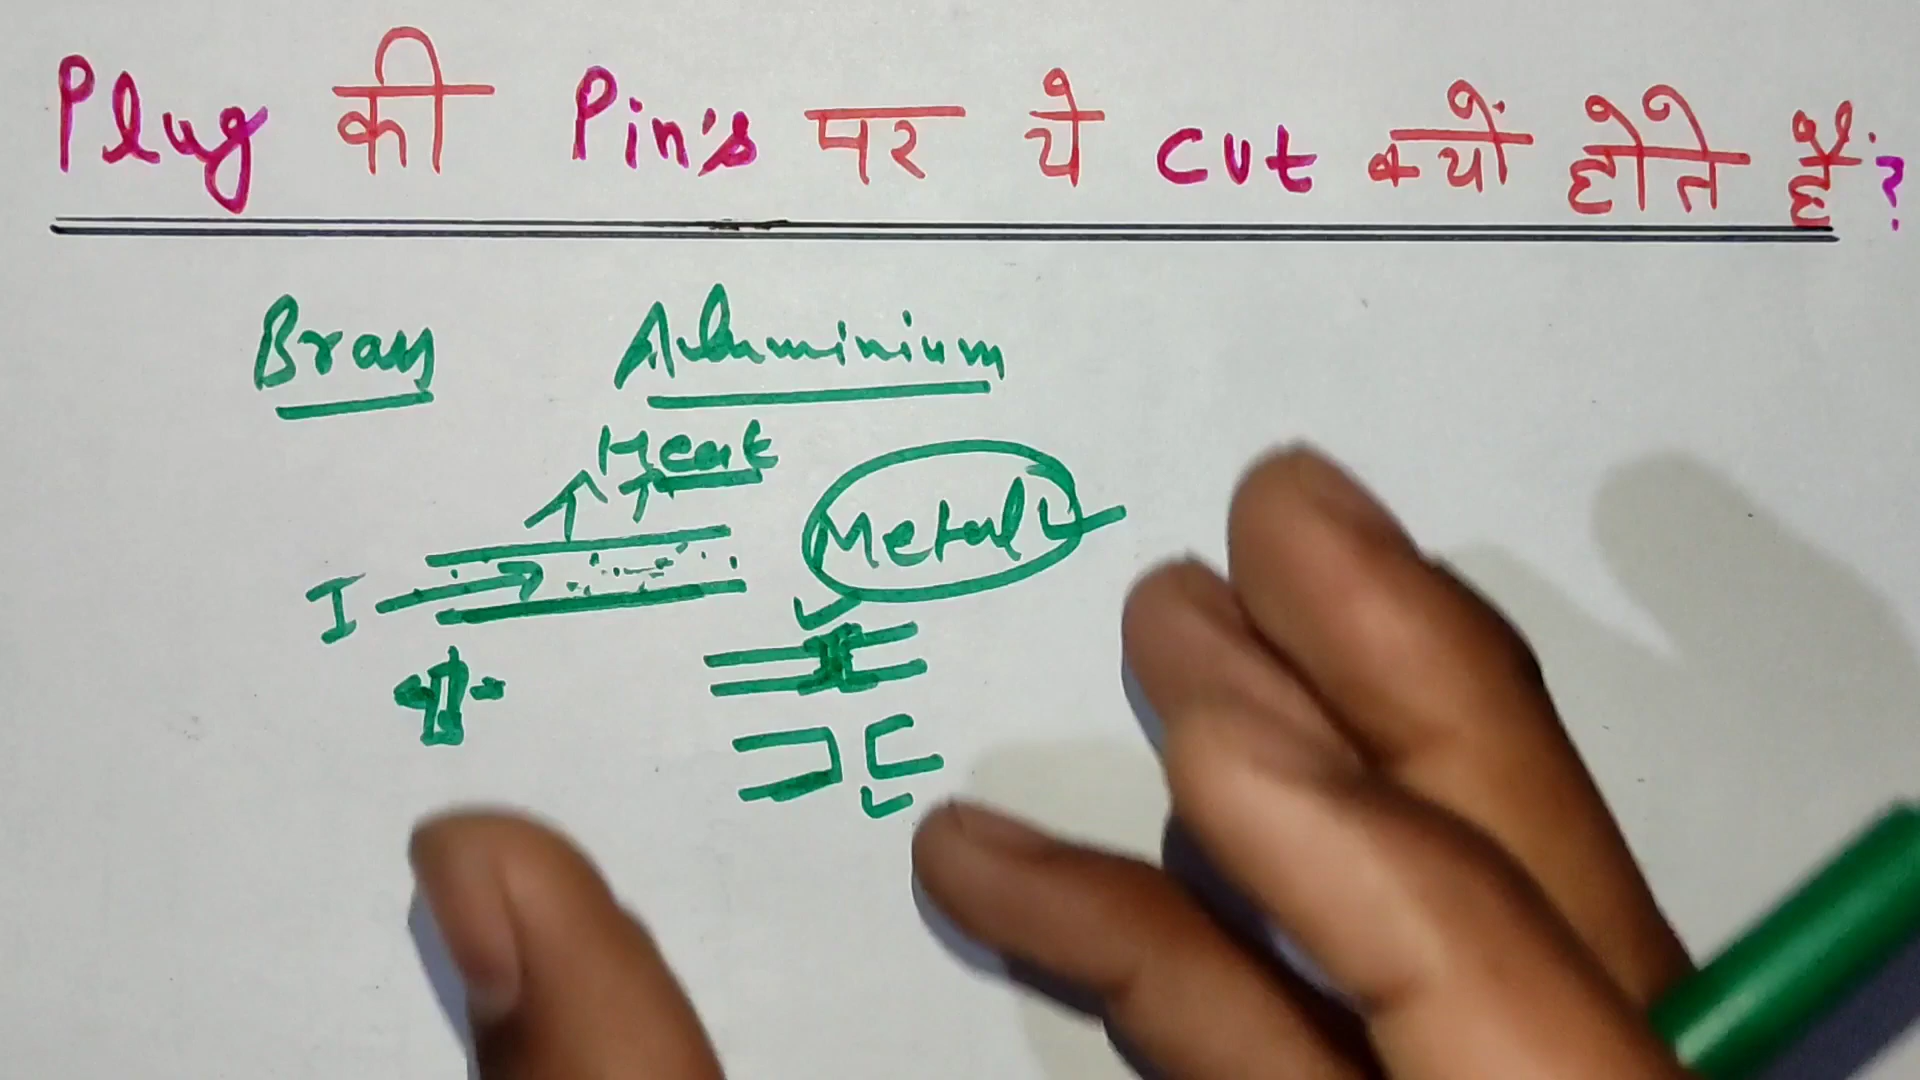 Plug की Pin's पर ये cut क्यों होते हैं?
Brass Aluminium
Heat
Metal
I